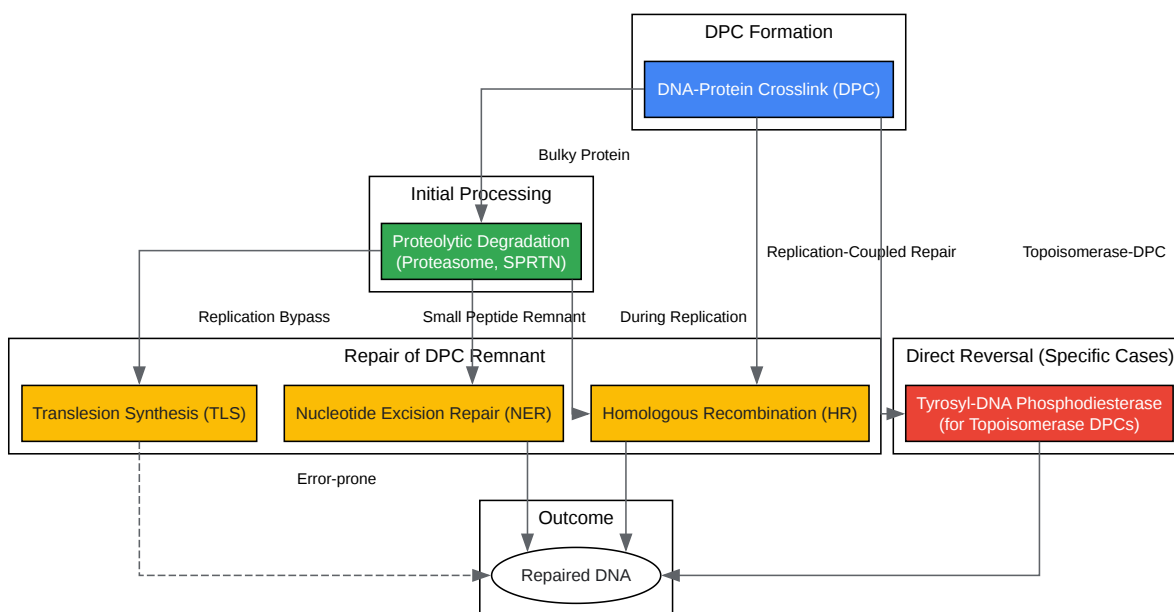 DPC Formation
DNA-Protein Crosslink (DPC)
Bulky Protein
Initial Processing
Proteolytic Degradation
(Proteasome, SPRTN)
Replication-Coupled Repair
Topoisomerase-DPC
Replication Bypass
Small Peptide Remnant
During Replication
Repair of DPC Remnant
Direct Reversal (Specific Cases)
Translesion Synthesis (TLS)
Nucleotide Excision Repair (NER)
Homologous Recombination (HR)
Tyrosyl-DNA Phosphodiesterase
(for Topoisomerase DPCs)
Error-prone
Outcome
Repaired DNA